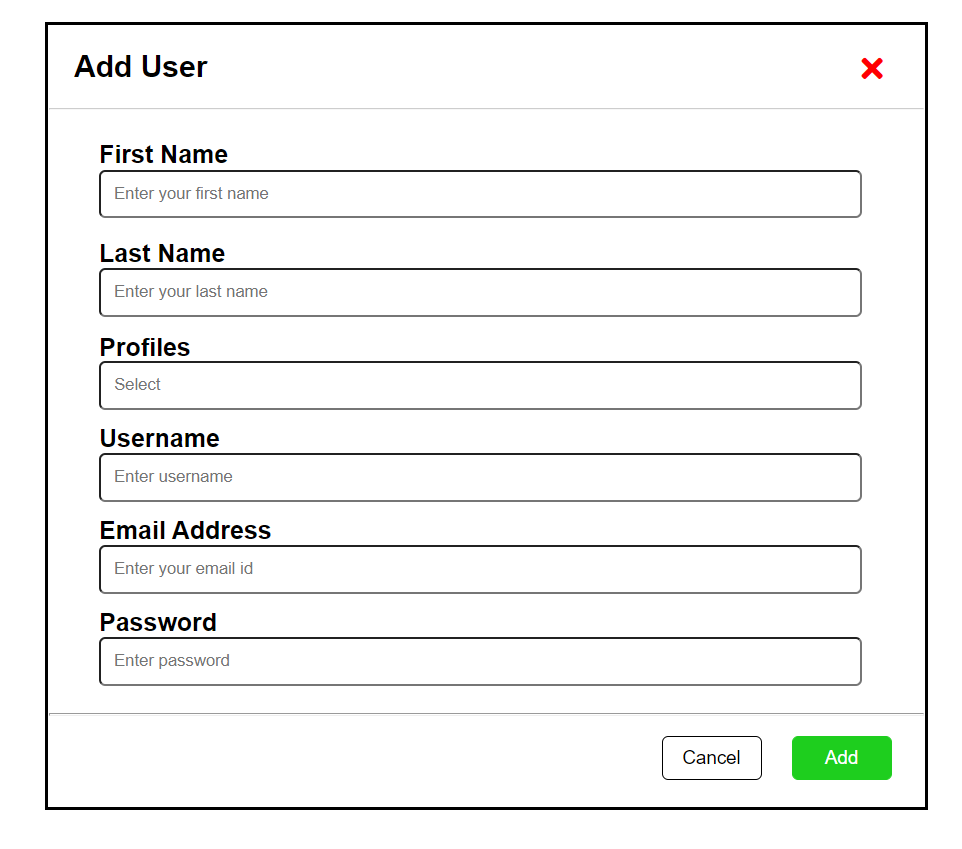 Add User
First Name
Enter your first name
Last Name
Enter your last name
Profiles
Select
Username
Enter username
Email Address
Enter your email id
Password
Enter password
Cancel
Add